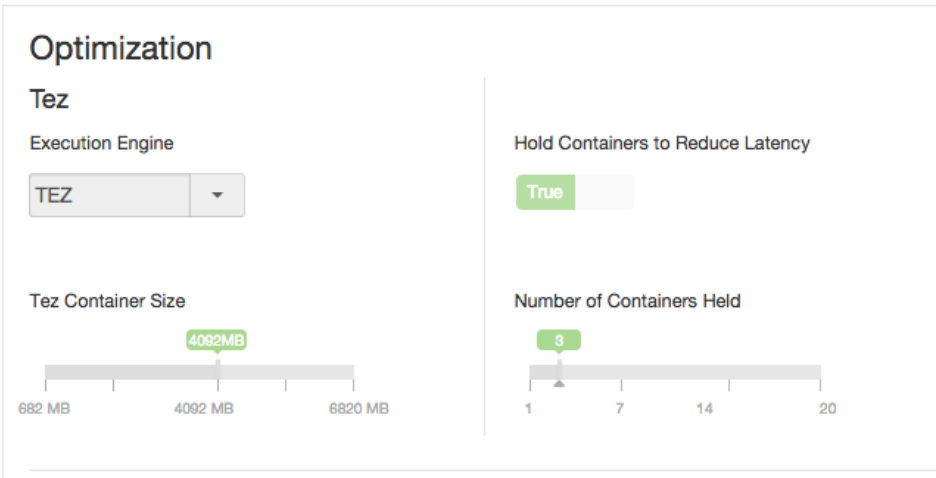 Optimization
Tez
Execution Engine
TEZ
Hold Containers to Reduce Latency
True
Tez Container Size
4092MB
682 MB 4092 MB 6820 MB
Number of Containers Held
3
1 7 14 20